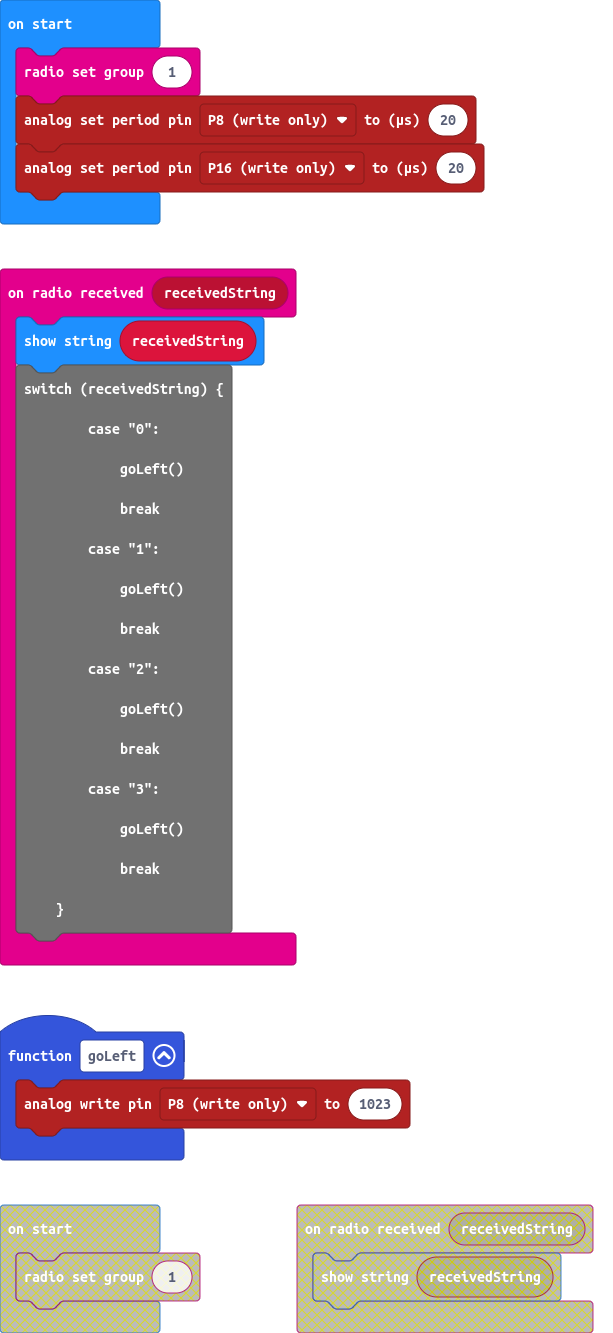 on start
radio set group 1
analog set period pin P8 (write only) to (µs) 20
analog set period pin P16 (write only) to (µs) 20
on radio received receivedString
show string receivedString
switch (receivedString) {
case "0":
goLeft()
break
case "1":
goLeft()
break
case "2":
goLeft()
break
case "3":
goLeft()
break
}
function goLeft
analog write pin P8 (write only) to 1023
on start
radio set group 1
on radio received receivedString
show string receivedString